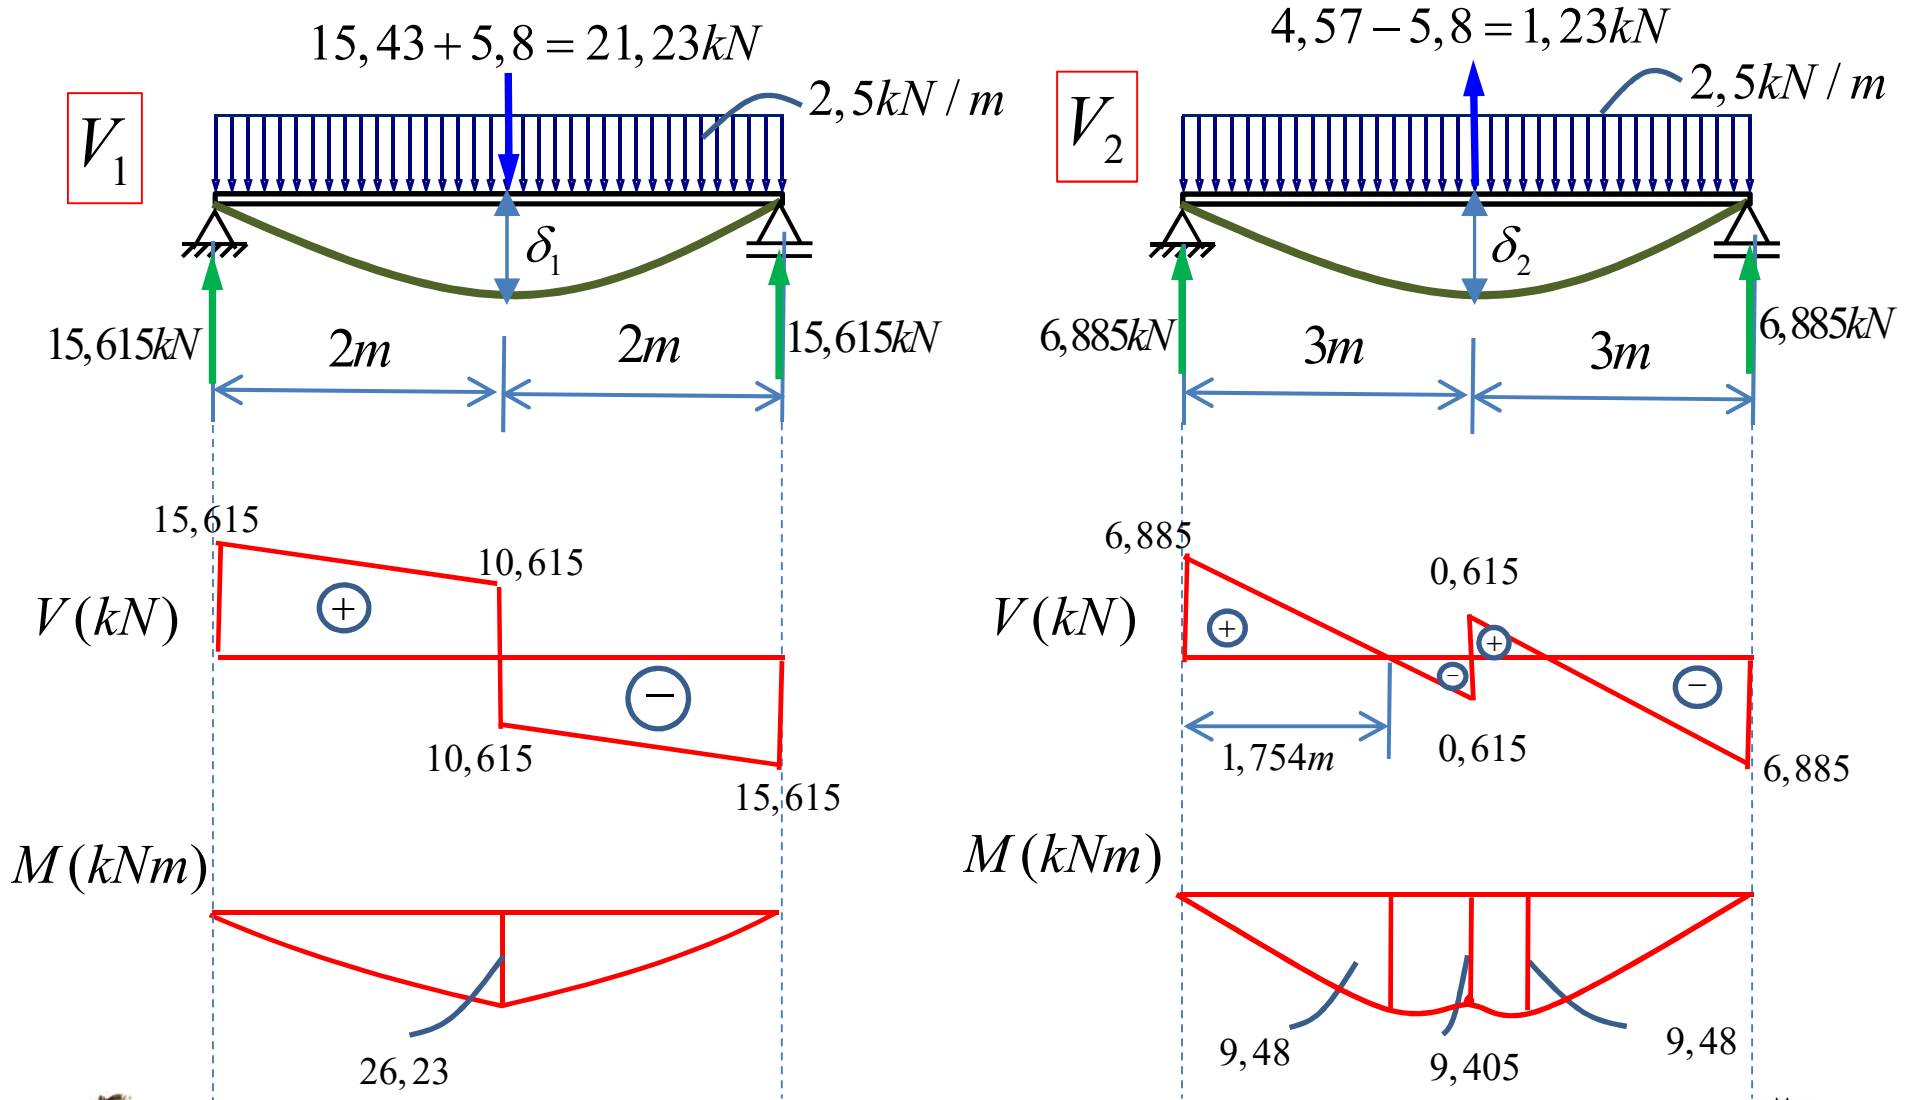 15,43+5,8=21,23kN
2,5kN/m
V₁
δ₁
15,615kN
2m
2m
15,615kN
15,615
10,615
V(kN)
+
−
10,615
15,615
M(kNm)
26,23
4,57−5,8=1,23kN
2,5kN/m
V₂
δ₂
6,885kN
3m
3m
6,885kN
6,885
0,615
V(kN)
+
+
−
−
1,754m
0,615
6,885
M(kNm)
9,48
9,405
9,48